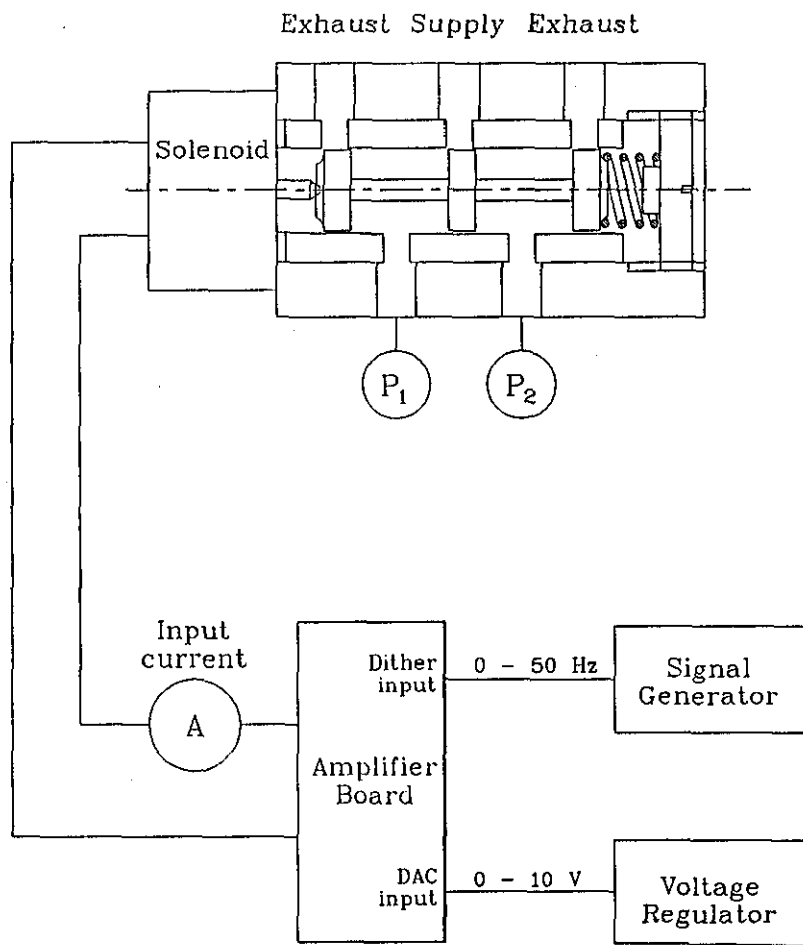 Exhaust Supply Exhaust
Solenoid
P1
P2
Input
current
A
Dither
input
0 – 50 Hz
Signal
Generator
Amplifier
Board
DAC
input
0 – 10 V
Voltage
Regulator